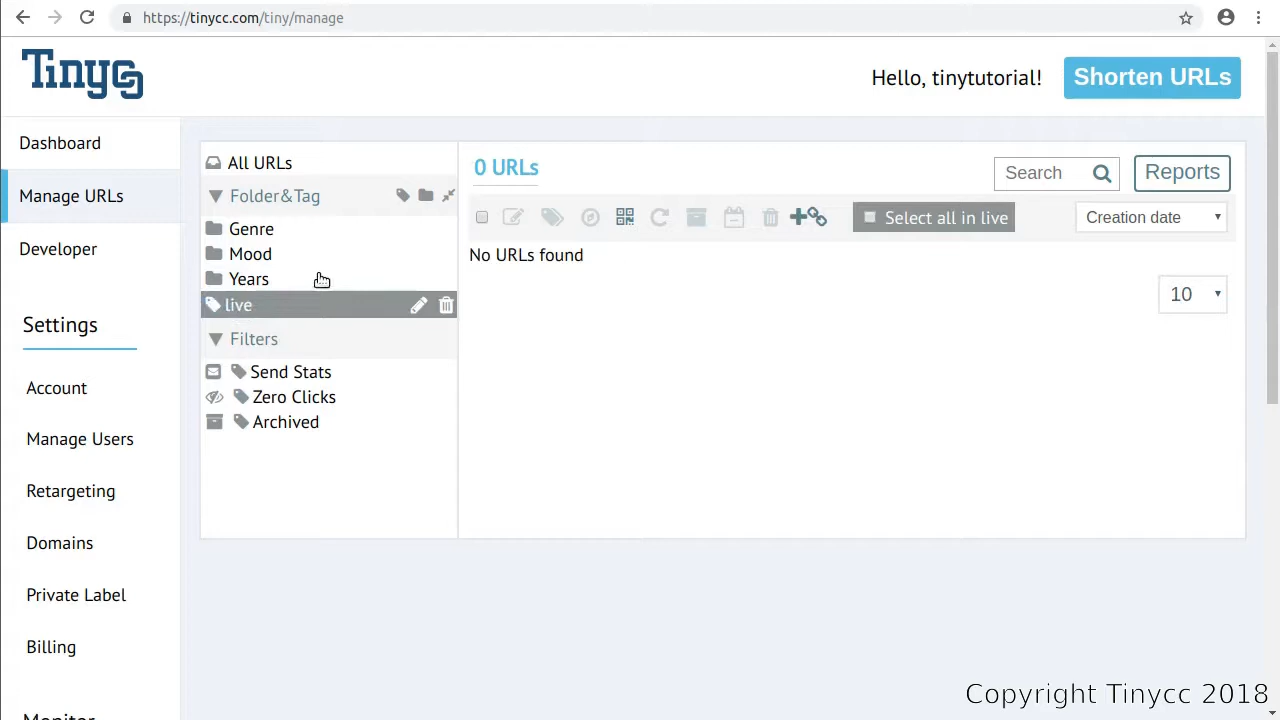 https://tinycc.com/tiny/manage
Tinycc
Hello, tinytutorial!
Shorten URLs
Dashboard
Manage URLs
Developer
Settings
Account
Manage Users
Retargeting
Domains
Private Label
Billing
Monitor
All URLs
Folder&Tag
Genre
Mood
Years
live
Filters
Send Stats
Zero Clicks
Archived
0 URLs
Search
Reports
Select all in live
Creation date
No URLs found
10
Copyright Tinycc 2018